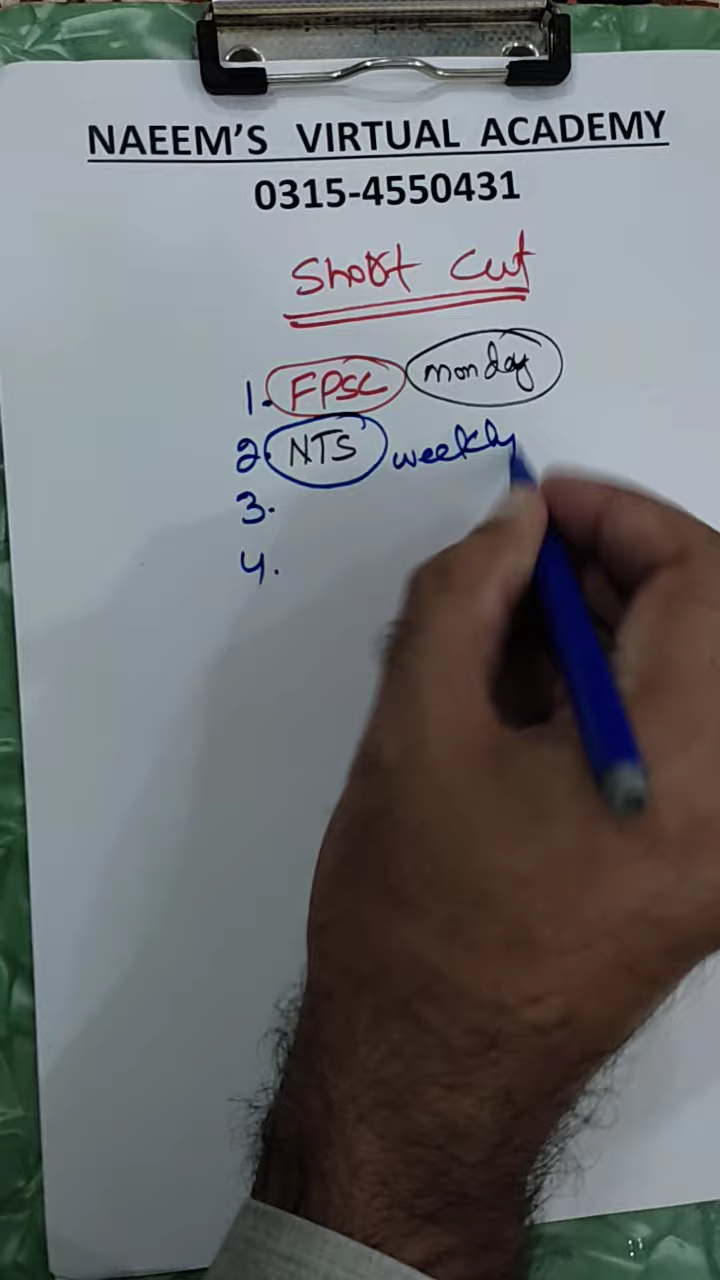 NAEEM'S VIRTUAL ACADEMY
0315-4550431
Short Cut
1. FPSC monday
2. NTS weekly
3.
4.